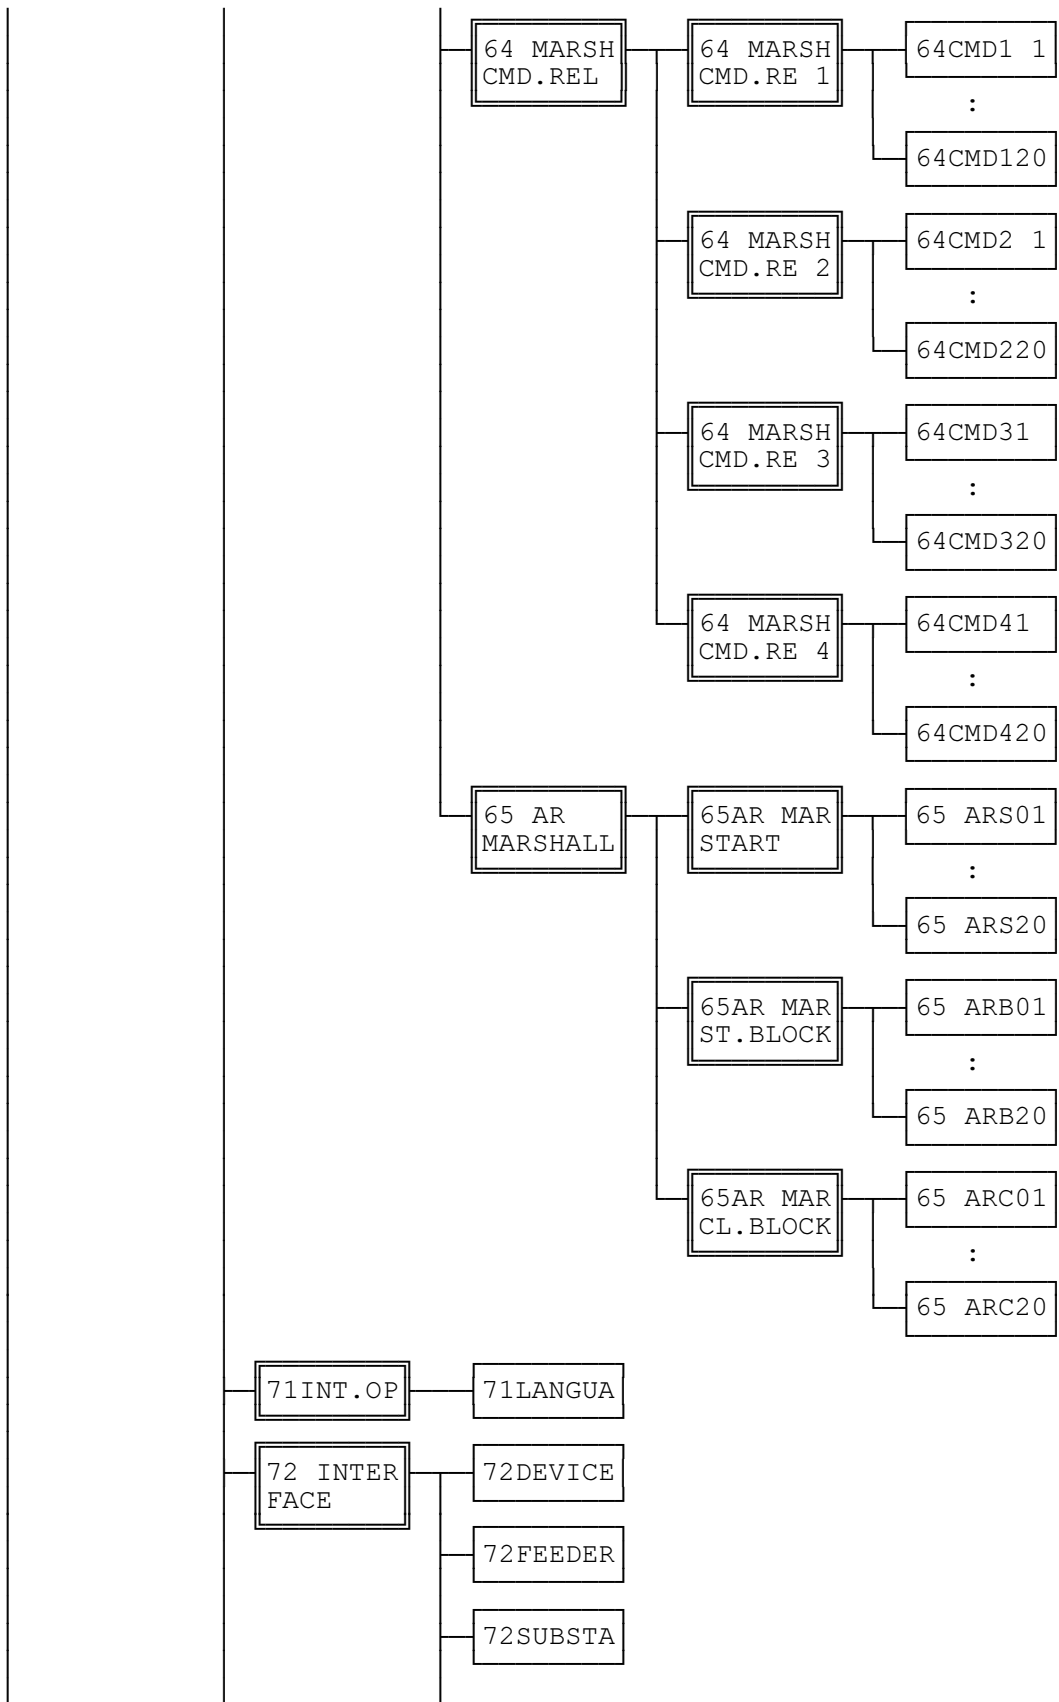 64 MARSH
CMD.REL
64 MARSH
CMD.RE 1
64CMD1 1
:
64CMD120
64 MARSH
CMD.RE 2
64CMD2 1
:
64CMD220
64 MARSH
CMD.RE 3
64CMD31
:
64CMD320
64 MARSH
CMD.RE 4
64CMD41
:
64CMD420
65 AR
MARSHALL
65AR MAR
START
65 ARS01
:
65 ARS20
65AR MAR
ST.BLOCK
65 ARB01
:
65 ARB20
65AR MAR
CL.BLOCK
65 ARC01
:
65 ARC20
71INT.OP
71LANGUA
72 INTER
FACE
72DEVICE
72FEEDER
72SUBSTA